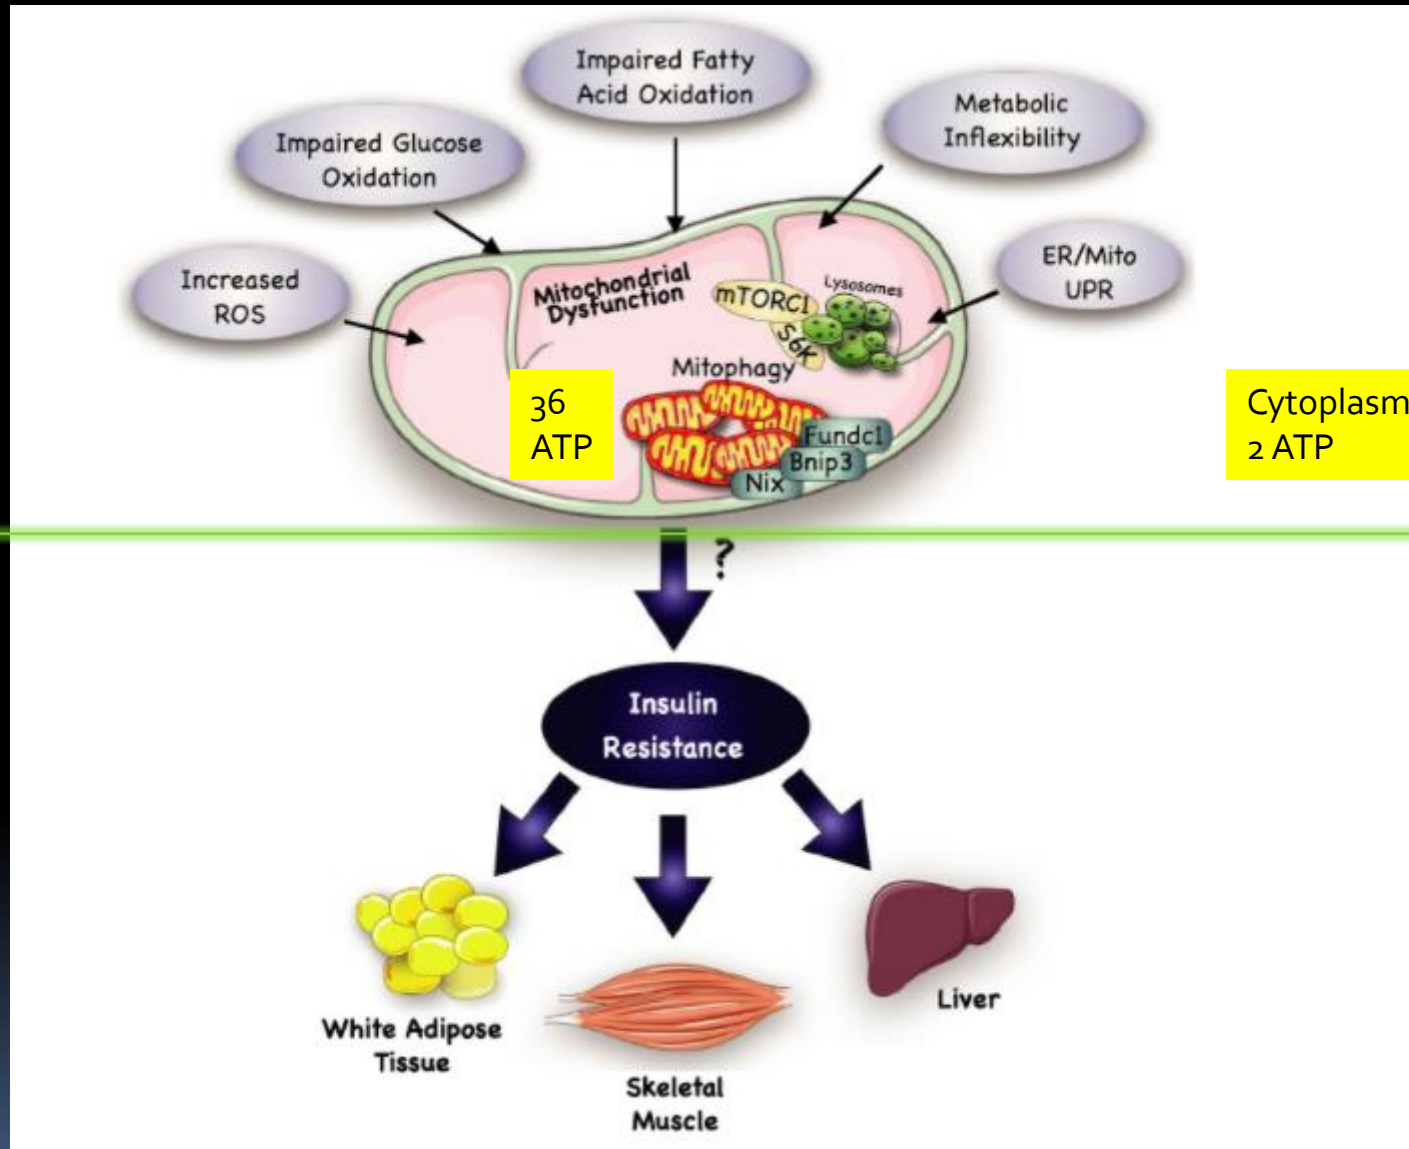 Impaired Fatty
Acid Oxidation
Metabolic
Inflexibility
Impaired Glucose
Oxidation
ER/Mito
UPR
Increased
ROS
Mitochondrial
Dysfunction
mTORC1
Lysosomes
S6K
Mitophagy
36
ATP
Cytoplasm
2 ATP
Fundc1
Bnip3
Nix
?
Insulin
Resistance
White Adipose
Tissue
Skeletal
Muscle
Liver